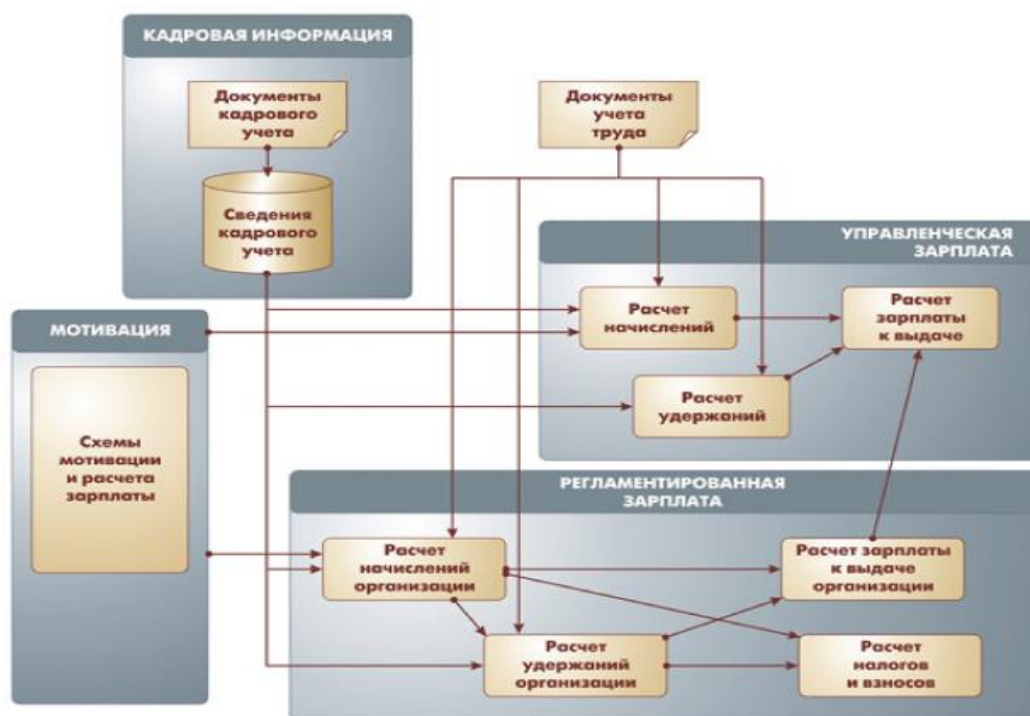 КАДРОВАЯ ИНФОРМАЦИЯ
Документы
кадрового
учета
Сведения
кадрового
учета
Документы
учета
труда
МОТИВАЦИЯ
Схемы
мотивации
и расчета
зарплаты
УПРАВЛЕНЧЕСКАЯ
ЗАРПЛАТА
Расчет
начислений
Расчет
зарплаты
к выдаче
Расчет
удержаний
РЕГЛАМЕНТИРОВАННАЯ
ЗАРПЛАТА
Расчет
начислений
организации
Расчет зарплаты
к выдаче
организации
Расчет
удержаний
организации
Расчет
налогов
и взносов